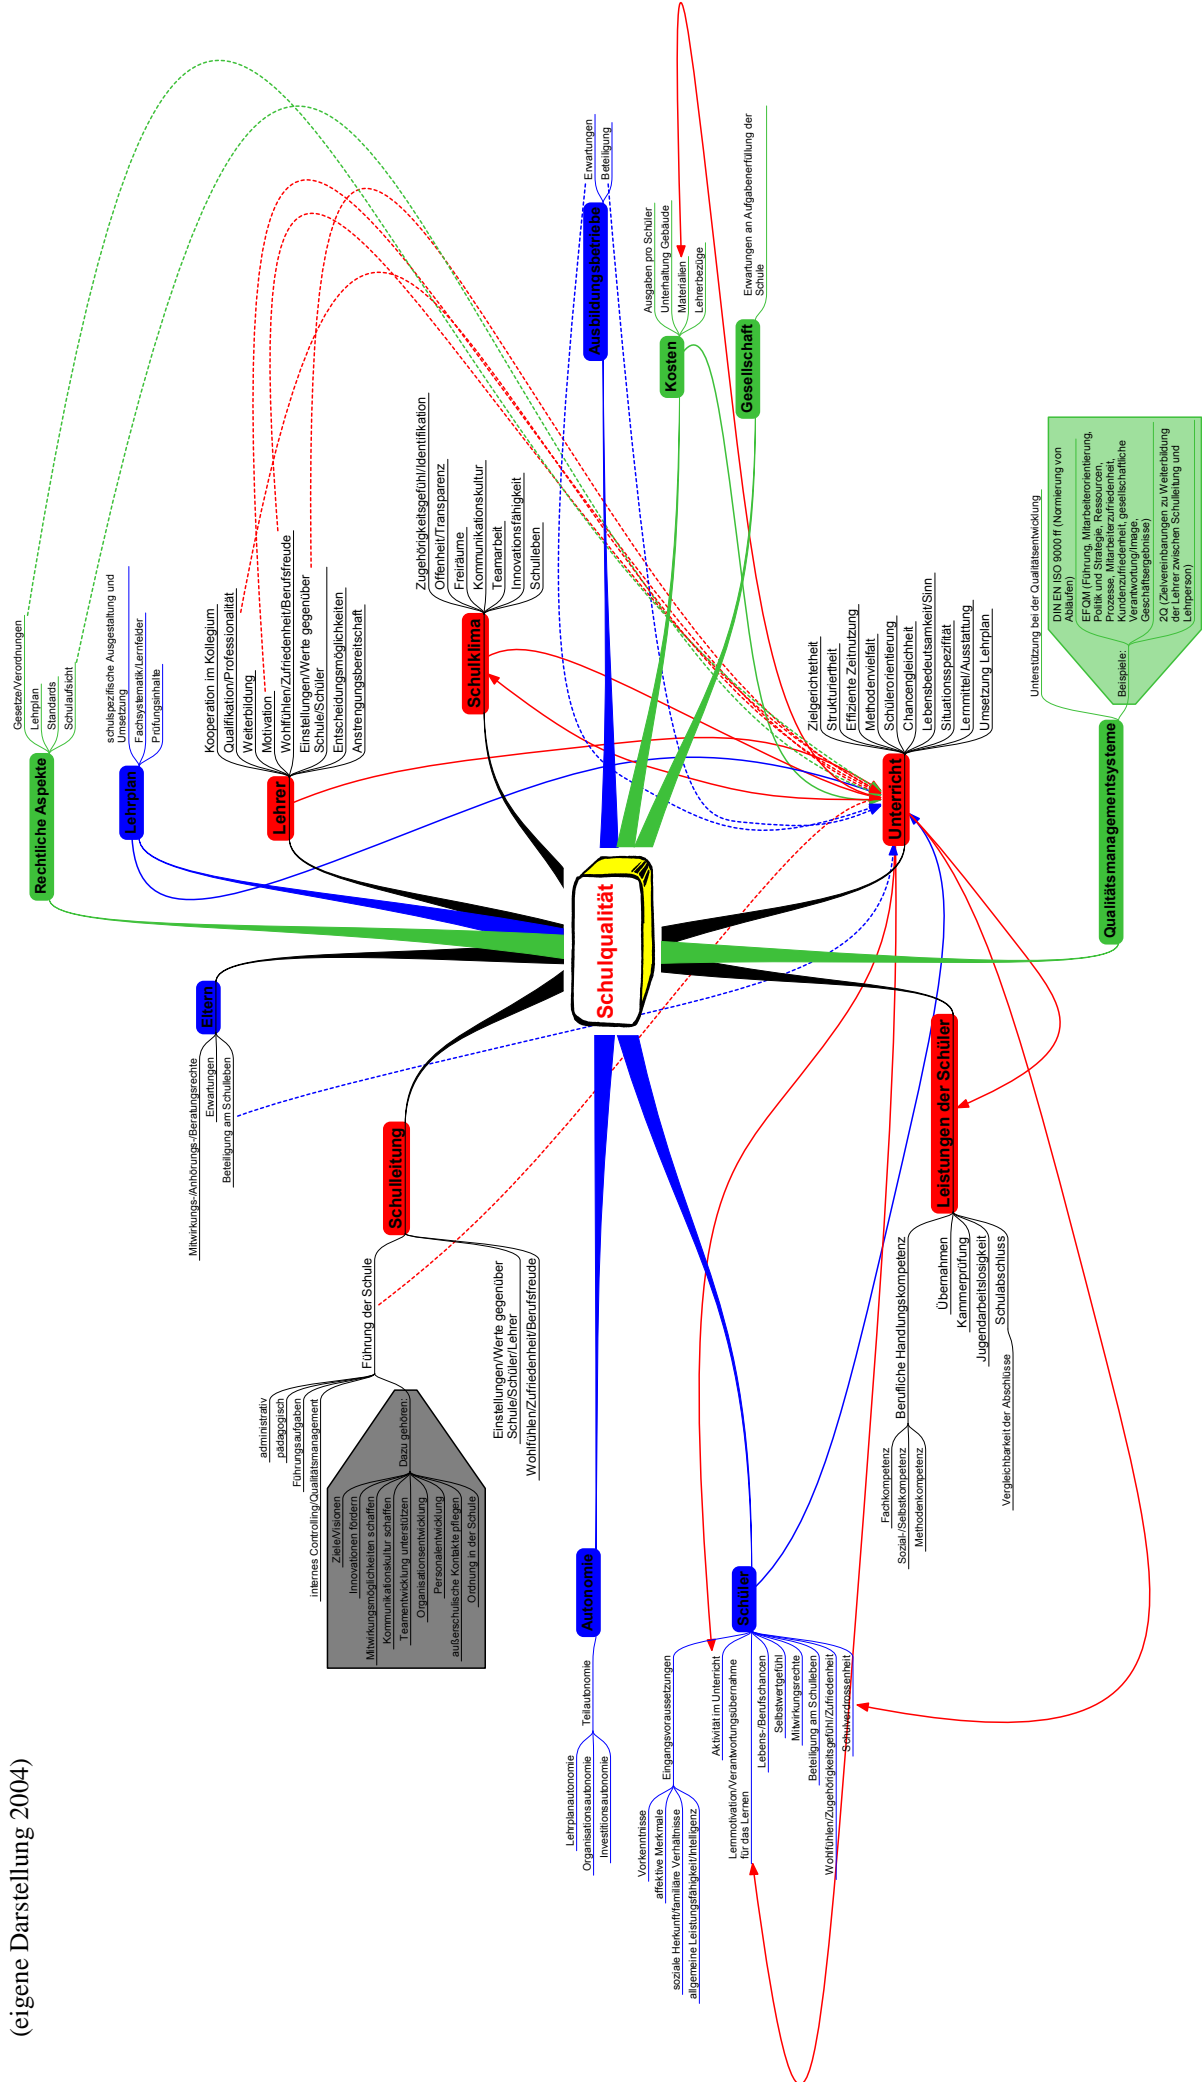 (eigene Darstellung 2004)
Schulqualität
Rechtliche Aspekte
Gesetze/Verordnungen
Lehrplan
Standards
Schulaufsicht
Lehrplan
schulspezifische Ausgestaltung und
Umsetzung
Fachsystematik/Lernfelder
Prüfungsinhalte
Lehrer
Kooperation im Kollegium
Qualifikation/Professionalität
Weiterbildung
Motivation
Wohlfühlen/Zufriedenheit/Berufsfreude
Einstellungen/Werte gegenüber
Schule/Schüler
Entscheidungsmöglichkeiten
Anstrengungsbereitschaft
Schulklima
Zugehörigkeitsgefühl/Identifikation
Offenheit/Transparenz
Freiräume
Kommunikationskultur
Teamarbeit
Innovationsfähigkeit
Schulleben
Ausbildungsbetriebe
Erwartungen
Beteiligung
Kosten
Ausgaben pro Schüler
Unterhaltung Gebäude
Materialien
Lehrerbezüge
Gesellschaft
Erwartungen an Aufgabenerfüllung der
Schule
Unterricht
Zielgerichtetheit
Strukturiertheit
Effiziente Zeitnutzung
Methodenvielfalt
Schülerorientierung
Chancengleichheit
Lebensbedeutsamkeit/Sinn
Situationsspezifität
Lernmittel/Ausstattung
Umsetzung Lehrplan
Qualitätsmanagementsysteme
Unterstützung bei der Qualitätsentwicklung
Beispiele:
DIN EN ISO 9000 ff (Normierung von
Abläufen)
EFQM (Führung, Mitarbeiterorientierung,
Politik und Strategie, Ressourcen,
Prozesse, Mitarbeiterzufriedenheit,
Kundenzufriedenheit, gesellschaftliche
Verantwortung/Image,
Geschäftsergebnisse)
2Q (Zielvereinbarungen zu Weiterbildung
der Lehrer zwischen Schulleitung und
Lehrperson)
Eltern
Mitwirkungs-/Anhörungs-/Beratungsrechte
Erwartungen
Beteiligung am Schulleben
Schulleitung
Führung der Schule
administrativ
pädagogisch
Führungsaufgaben
internes Controlling/Qualitätsmanagement
Dazu gehören:
Ziele/Visionen
Innovationen fördern
Mitwirkungsmöglichkeiten schaffen
Kommunikationskultur schaffen
Teamentwicklung unterstützen
Organisationsentwicklung
Personalentwicklung
außerschulische Kontakte pflegen
Ordnung in der Schule
Einstellungen/Werte gegenüber
Schule/Schüler/Lehrer
Wohlfühlen/Zufriedenheit/Berufsfreude
Autonomie
Teilautonomie
Lehrplanautonomie
Organisationsautonomie
Investitionsautonomie
Schüler
Eingangsvoraussetzungen
Vorkenntnisse
affektive Merkmale
soziale Herkunft/familiäre Verhältnisse
allgemeine Leistungsfähigkeit/Intelligenz
Aktivität im Unterricht
Lernmotivation/Verantwortungsübernahme
für das Lernen
Lebens-/Berufschancen
Selbstwertgefühl
Mitwirkungsrechte
Beteiligung am Schulleben
Wohlfühlen/Zugehörigkeitsgefühl/Zufriedenheit
Schulverdrossenheit
Leistungen der Schüler
Berufliche Handlungskompetenz
Fachkompetenz
Sozial-/Selbstkompetenz
Methodenkompetenz
Übernahmen
Kammerprüfung
Jugendarbeitslosigkeit
Schulabschluss
Vergleichbarkeit der Abschlüsse